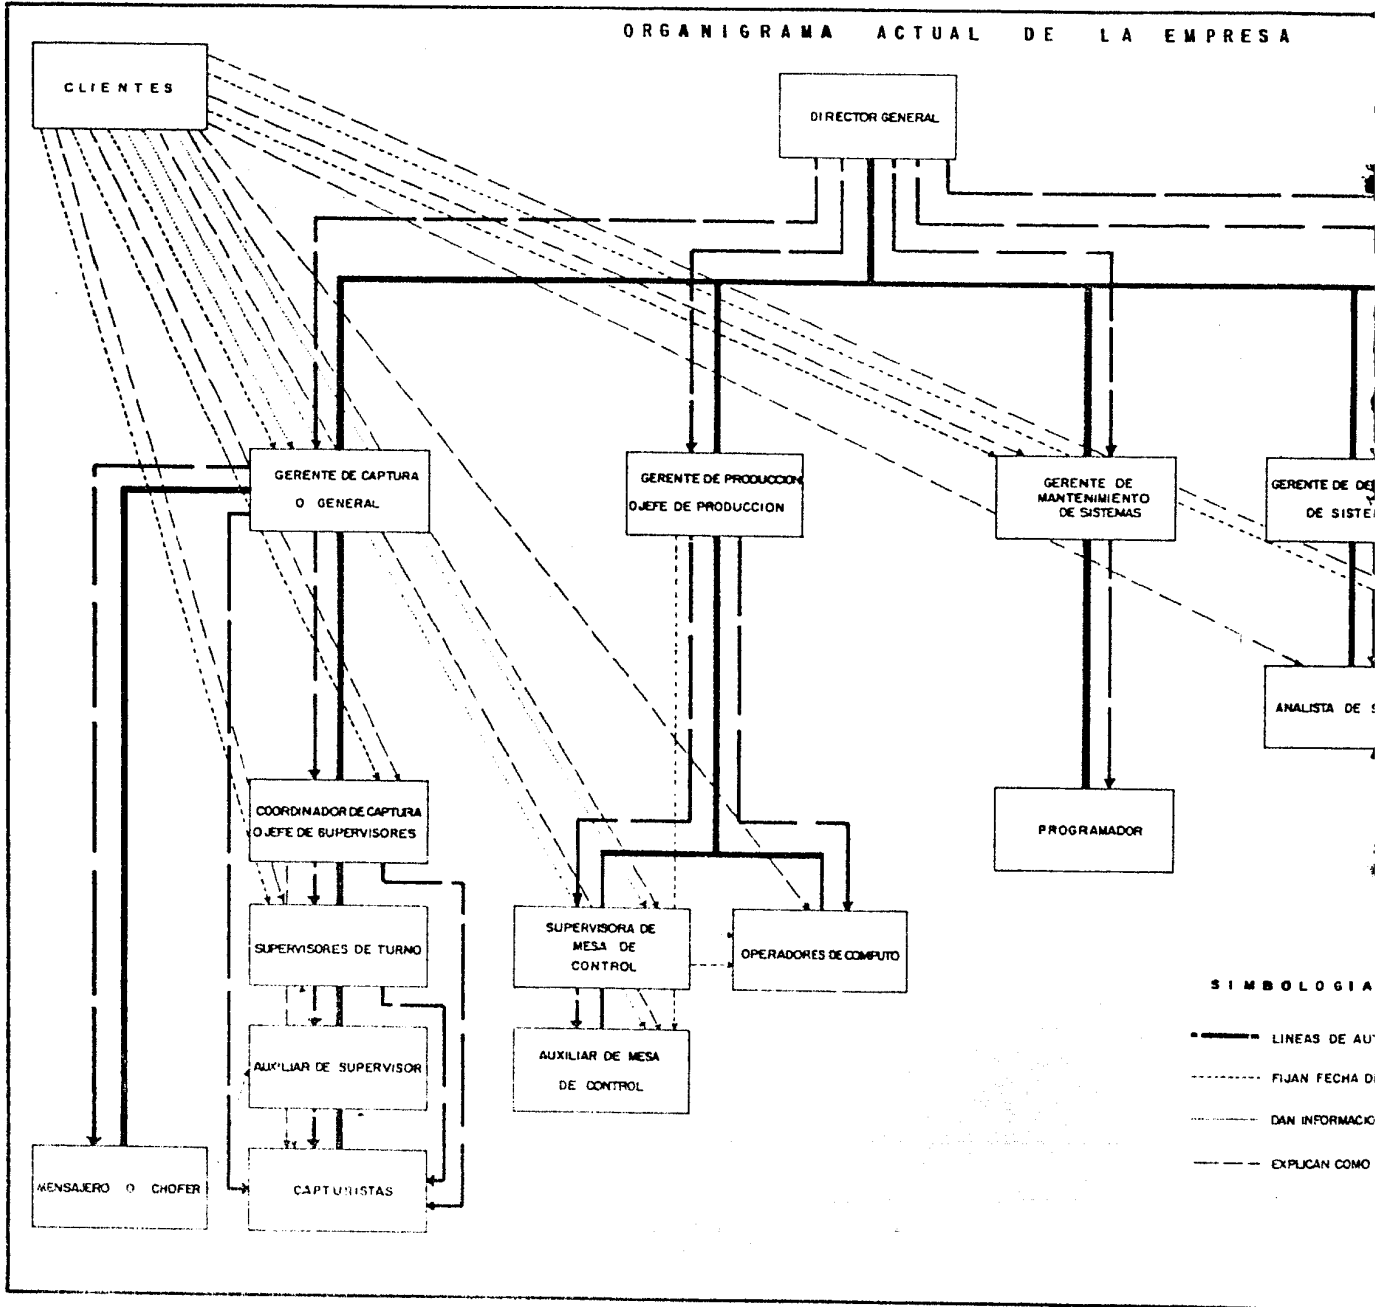 ORGANIGRAMA ACTUAL DE LA EMPRESA
CLIENTES
DIRECTOR GENERAL
GERENTE DE CAPTURA
O GENERAL
GERENTE DE PRODUCCION
O JEFE DE PRODUCCION
GERENTE DE
MANTENIMIENTO
DE SISTEMAS
GERENTE DE
DE
ANALISTA DE
COORDINADOR DE CAPTURA
O JEFE DE SUPERVISORES
PROGRAMADOR
SUPERVISORES DE TURNO
SUPERVISORA DE
MESA DE
CONTROL
OPERADORES DE COMPUTO
AUXILIAR DE SUPERVISOR
AUXILIAR DE MESA
DE CONTROL
MENSAJERO O CHOFER
CAPTURISTAS
SIMBOLOGIA
LINEAS DE
FIJAN FECHA
DAN
EXPLICAN COMO